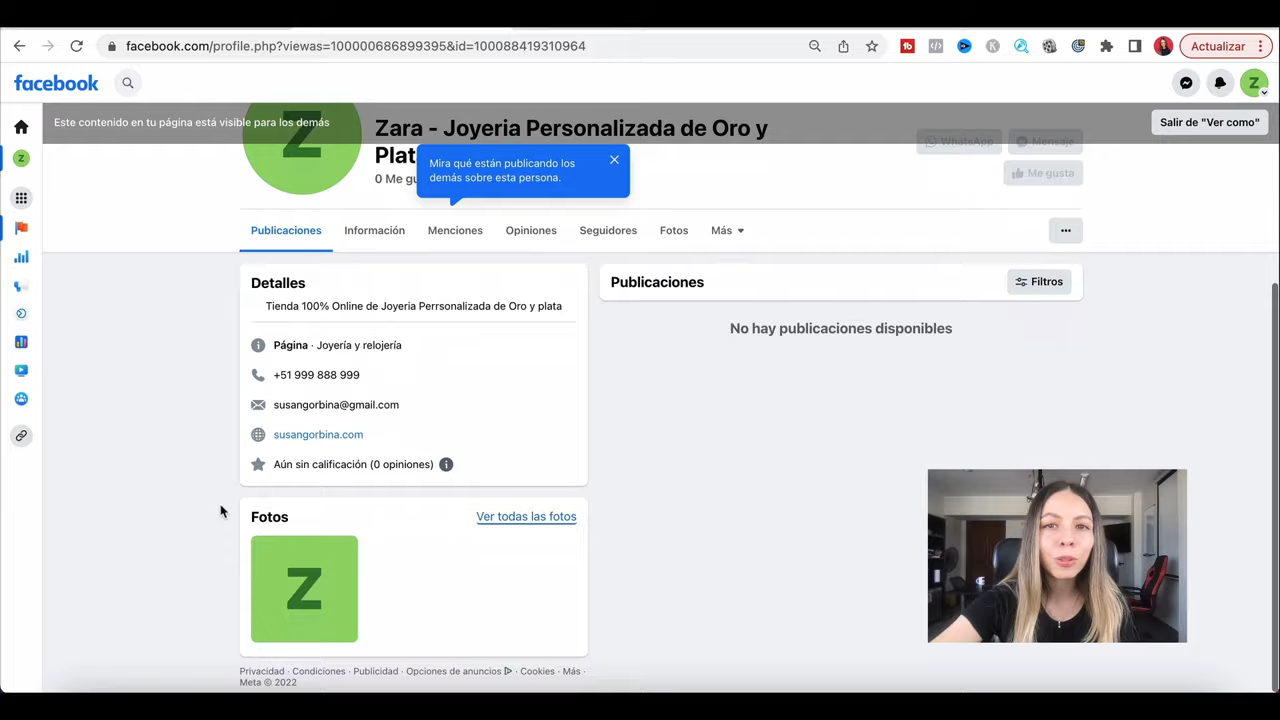 facebook.com/profile.php?viewas=100000686899395&id=100088419310964
Actualizar
facebook
Z
Este contenido en tu página está visible para los demás
Salir de "Ver como"
Z
Zara - Joyeria Personalizada de Oro y
Plat
0 Me gu
Mira qué están publicando los
demás sobre esta persona.
WhatsApp
Mensaje
Me gusta
Z
Publicaciones
Información
Menciones
Opiniones
Seguidores
Fotos
Más
Detalles
Tienda 100% Online de Joyeria Perrsonalizada de Oro y plata
Página · Joyería y relojería
+51 999 888 999
susangorbina@gmail.com
susangorbina.com
Aún sin calificación (0 opiniones)
Publicaciones
Filtros
No hay publicaciones disponibles
Fotos
Ver todas las fotos
Z
Privacidad · Condiciones · Publicidad · Opciones de anuncios · Cookies · Más ·
Meta © 2022